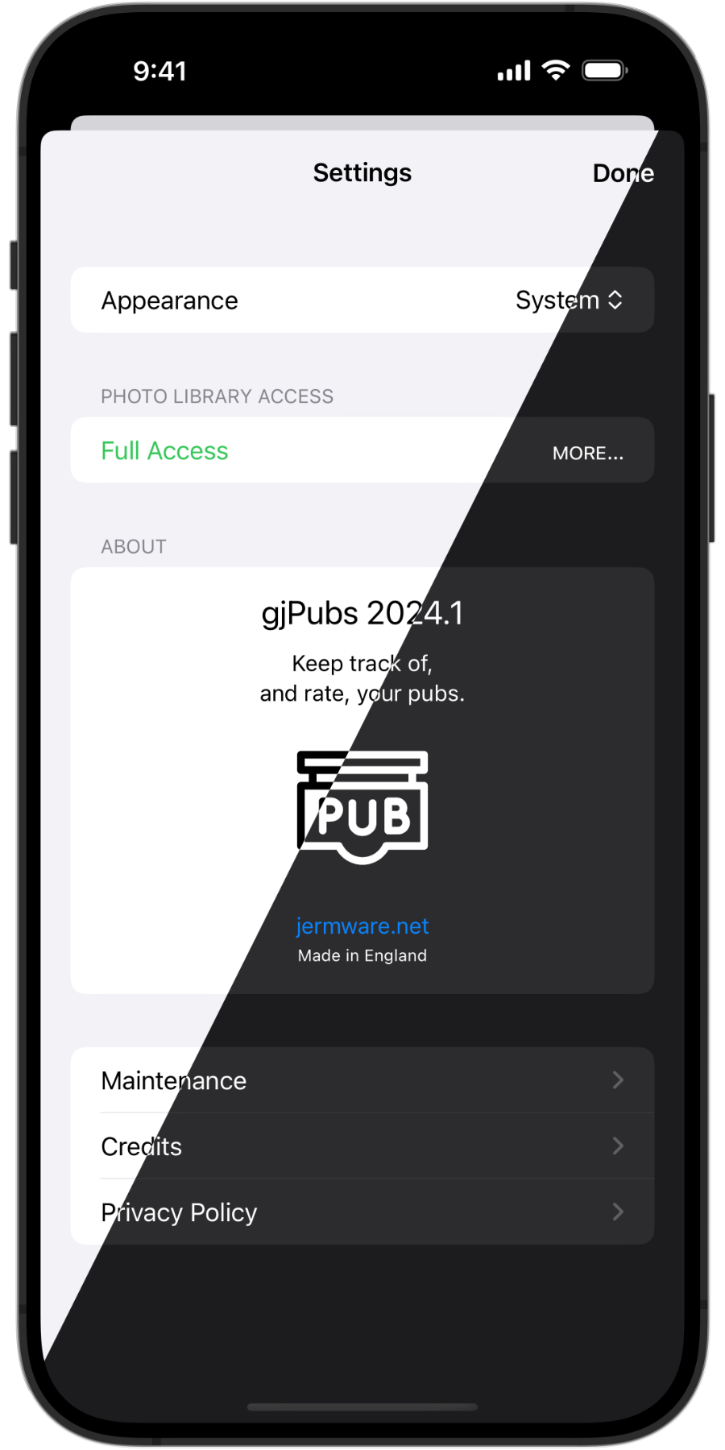 9:41
Settings
Done
Appearance
System
PHOTO LIBRARY ACCESS
Full Access
MORE...
ABOUT
gjPubs 2024.1
Keep track of,
and rate, your pubs.
PUB
jermware.net
Made in England
Maintenance
Credits
Privacy Policy